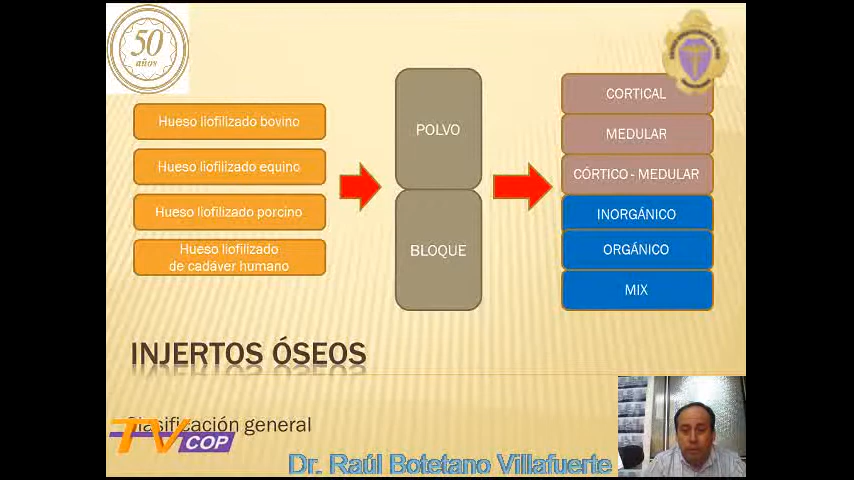 50
años
Hueso liofilizado bovino
Hueso liofilizado equino
Hueso liofilizado porcino
Hueso liofilizado
de cadáver humano
POLVO
BLOQUE
CORTICAL
MEDULAR
CÓRTICO - MEDULAR
INORGÁNICO
ORGÁNICO
MIX
INJERTOS ÓSEOS
Clasificación general
TV COP
Dr. Raúl Botetano Villafuerte